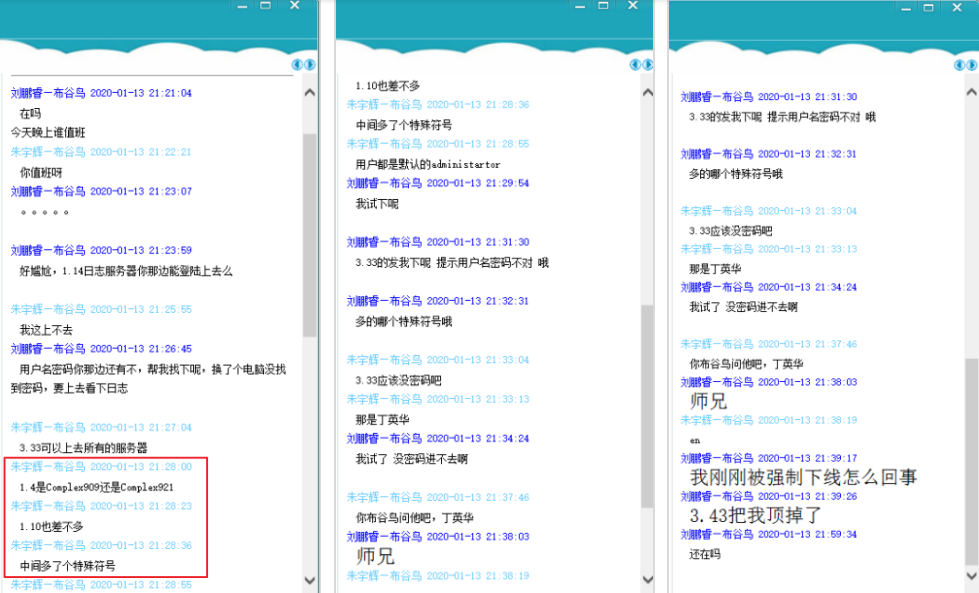 刘鹏睿－布谷鸟 2020-01-13 21:21:04
在吗
今天晚上谁值班
朱宇辉－布谷鸟 2020-01-13 21:22:21
你值班呀
刘鹏睿－布谷鸟 2020-01-13 21:23:07
。。。。。
刘鹏睿－布谷鸟 2020-01-13 21:23:59
好尴尬，1.14日志服务器你那边能登陆上去么
朱宇辉－布谷鸟 2020-01-13 21:25:55
我这上不去
刘鹏睿－布谷鸟 2020-01-13 21:26:45
用户名密码你那边还有不，帮我找下呢，换了个电脑没找
到密码，要上去看下日志
朱宇辉－布谷鸟 2020-01-13 21:27:04
3.33可以上去所有的服务器
朱宇辉－布谷鸟 2020-01-13 21:28:00
1.4是Complex909还是Complex921
朱宇辉－布谷鸟 2020-01-13 21:28:23
1.10也差不多
朱宇辉－布谷鸟 2020-01-13 21:28:36
中间多了个特殊符号
朱宇辉－布谷鸟 2020-01-13 21:28:55
1.10也差不多
朱宇辉－布谷鸟 2020-01-13 21:28:36
中间多了个特殊符号
朱宇辉－布谷鸟 2020-01-13 21:28:55
用户都是默认的administartor
刘鹏睿－布谷鸟 2020-01-13 21:29:54
我试下呢
刘鹏睿－布谷鸟 2020-01-13 21:31:30
3.33的发我下呢 提示用户名密码不对 哦
刘鹏睿－布谷鸟 2020-01-13 21:32:31
多的哪个特殊符号哦
朱宇辉－布谷鸟 2020-01-13 21:33:04
3.33应该没密码吧
朱宇辉－布谷鸟 2020-01-13 21:33:13
那是丁英华
刘鹏睿－布谷鸟 2020-01-13 21:34:24
我试了 没密码进不去啊
朱宇辉－布谷鸟 2020-01-13 21:37:46
你布谷鸟问他吧，丁英华
刘鹏睿－布谷鸟 2020-01-13 21:38:03
师兄
朱宇辉－布谷鸟 2020-01-13 21:38:19
刘鹏睿－布谷鸟 2020-01-13 21:31:30
3.33的发我下呢 提示用户名密码不对 哦
刘鹏睿－布谷鸟 2020-01-13 21:32:31
多的哪个特殊符号哦
朱宇辉－布谷鸟 2020-01-13 21:33:04
3.33应该没密码吧
朱宇辉－布谷鸟 2020-01-13 21:33:13
那是丁英华
刘鹏睿－布谷鸟 2020-01-13 21:34:24
我试了 没密码进不去啊
朱宇辉－布谷鸟 2020-01-13 21:37:46
你布谷鸟问他吧，丁英华
刘鹏睿－布谷鸟 2020-01-13 21:38:03
师兄
朱宇辉－布谷鸟 2020-01-13 21:38:19
en
刘鹏睿－布谷鸟 2020-01-13 21:39:17
我刚刚被强制下线怎么回事
刘鹏睿－布谷鸟 2020-01-13 21:39:26
3.43把我顶掉了
刘鹏睿－布谷鸟 2020-01-13 21:59:34
还在吗